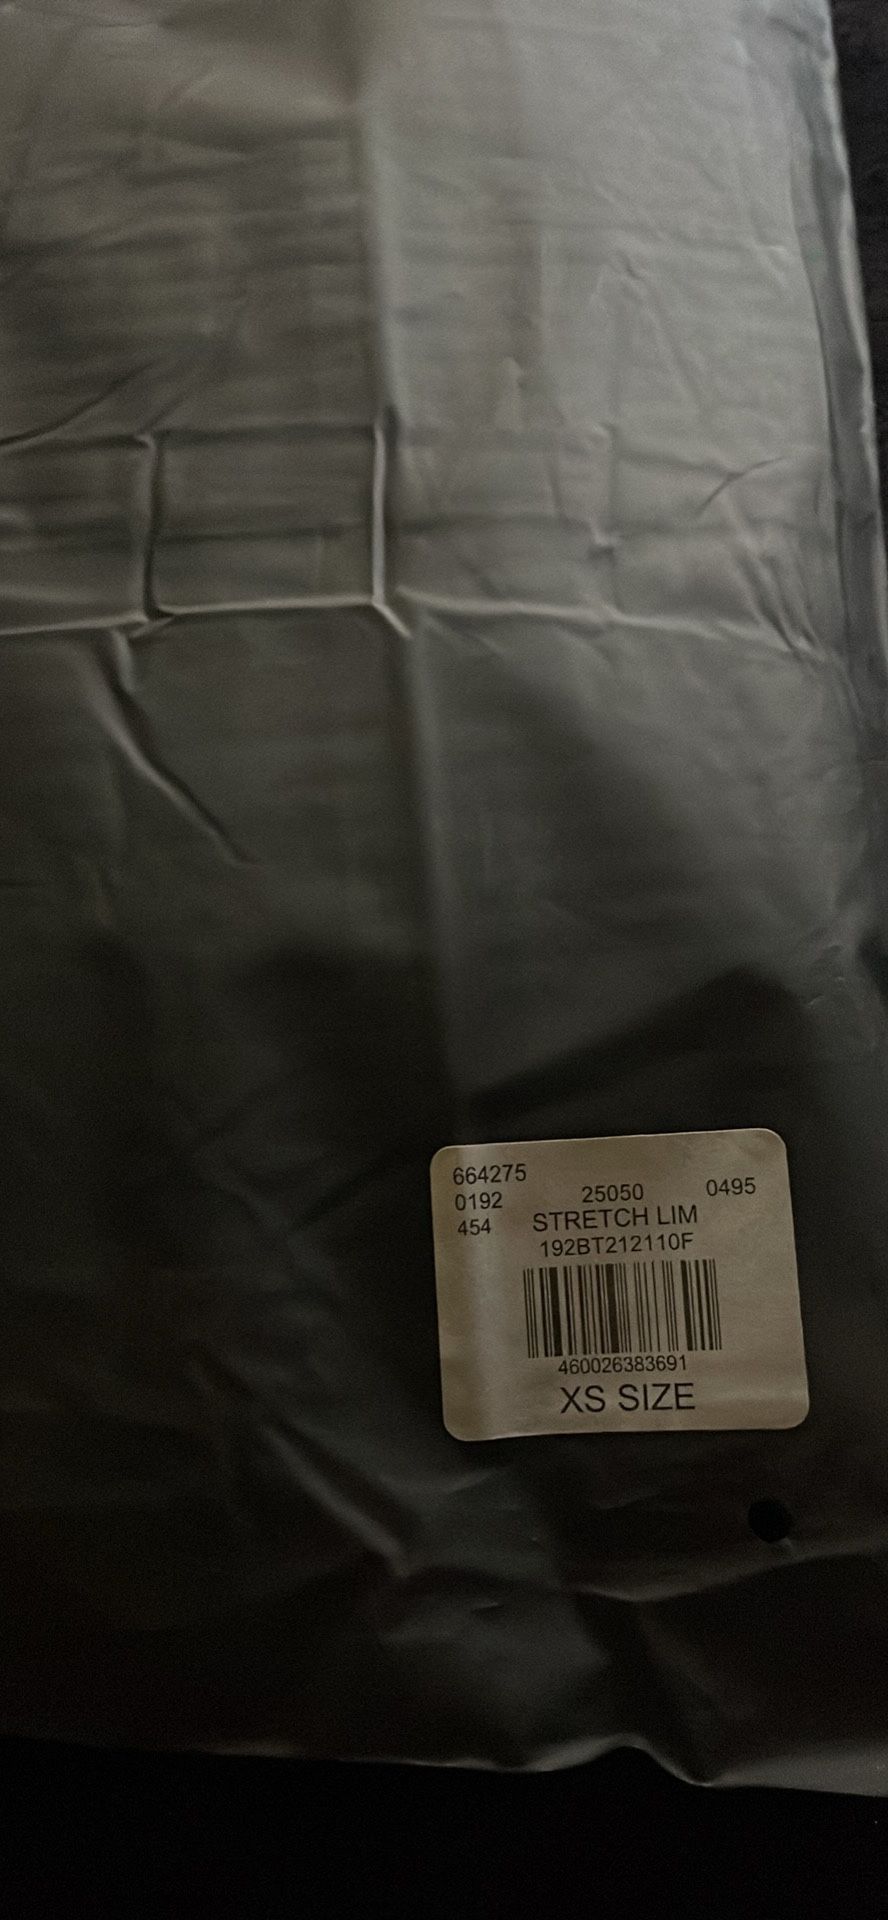 664275
0192 25050 0495
454 STRETCH LIM
192BT212110F
460026383691
XS SIZE